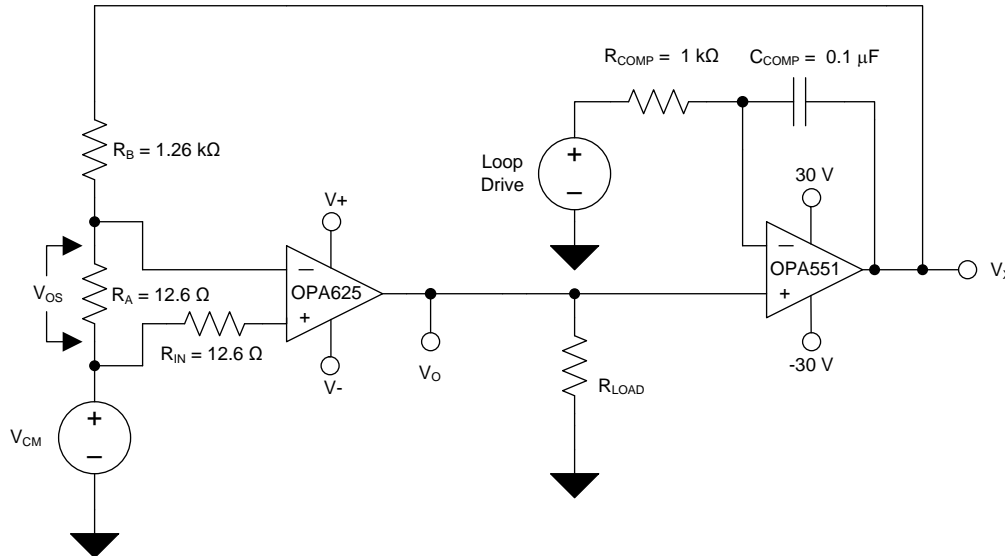 R_COMP = 1 kΩ
C_COMP = 0.1 μF
R_B = 1.26 kΩ
Loop
Drive
+
−
30 V
V+
−
OPA551
+
V_OS
R_A = 12.6 Ω
−
OPA625
+
R_IN = 12.6 Ω
V-
V_O
R_LOAD
-30 V
V_CM
+
−